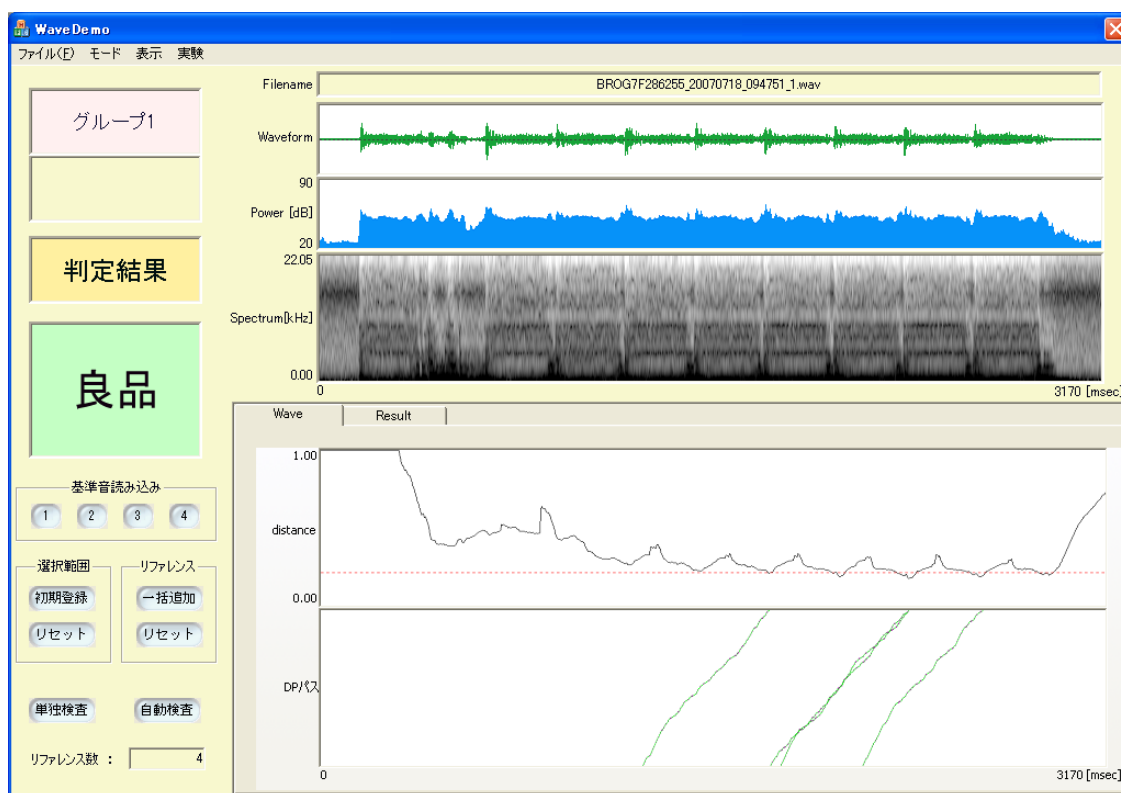 WaveDemo
ファイル(F) モード 表示 実験
グループ1
判定結果
良品
基準音読み込み
1 2 3 4
選択範囲
初期登録
リセット
リファレンス
一括追加
リセット
単独検査 自動検査
リファレンス数 : 4
Filename BROG7F286255_20070718_094751_1.wav
Waveform
90
Power [dB]
20
22.05
Spectrum[kHz]
0.00
0 3170 [msec]
Wave Result
1.00
distance
0.00
DPパス
0 3170 [msec]